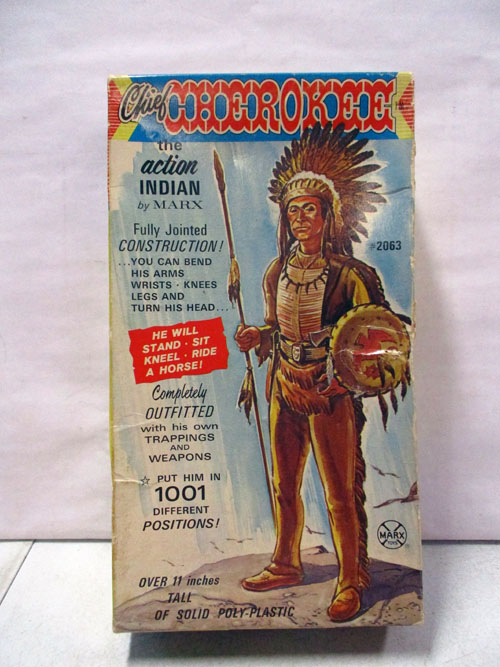 Chief CHEROKEE
the
action
INDIAN
by MARX
Fully Jointed
CONSTRUCTION!
...YOU CAN BEND
HIS ARMS
WRISTS · KNEES
LEGS AND
TURN HIS HEAD...
#2063
HE WILL
STAND · SIT
KNEEL · RIDE
A HORSE!
Completely
OUTFITTED
with his own
TRAPPINGS
AND
WEAPONS
☆ PUT HIM IN
1001
DIFFERENT
POSITIONS!
MARX
TOYS
OVER 11 inches
TALL
OF SOLID POLY-PLASTIC